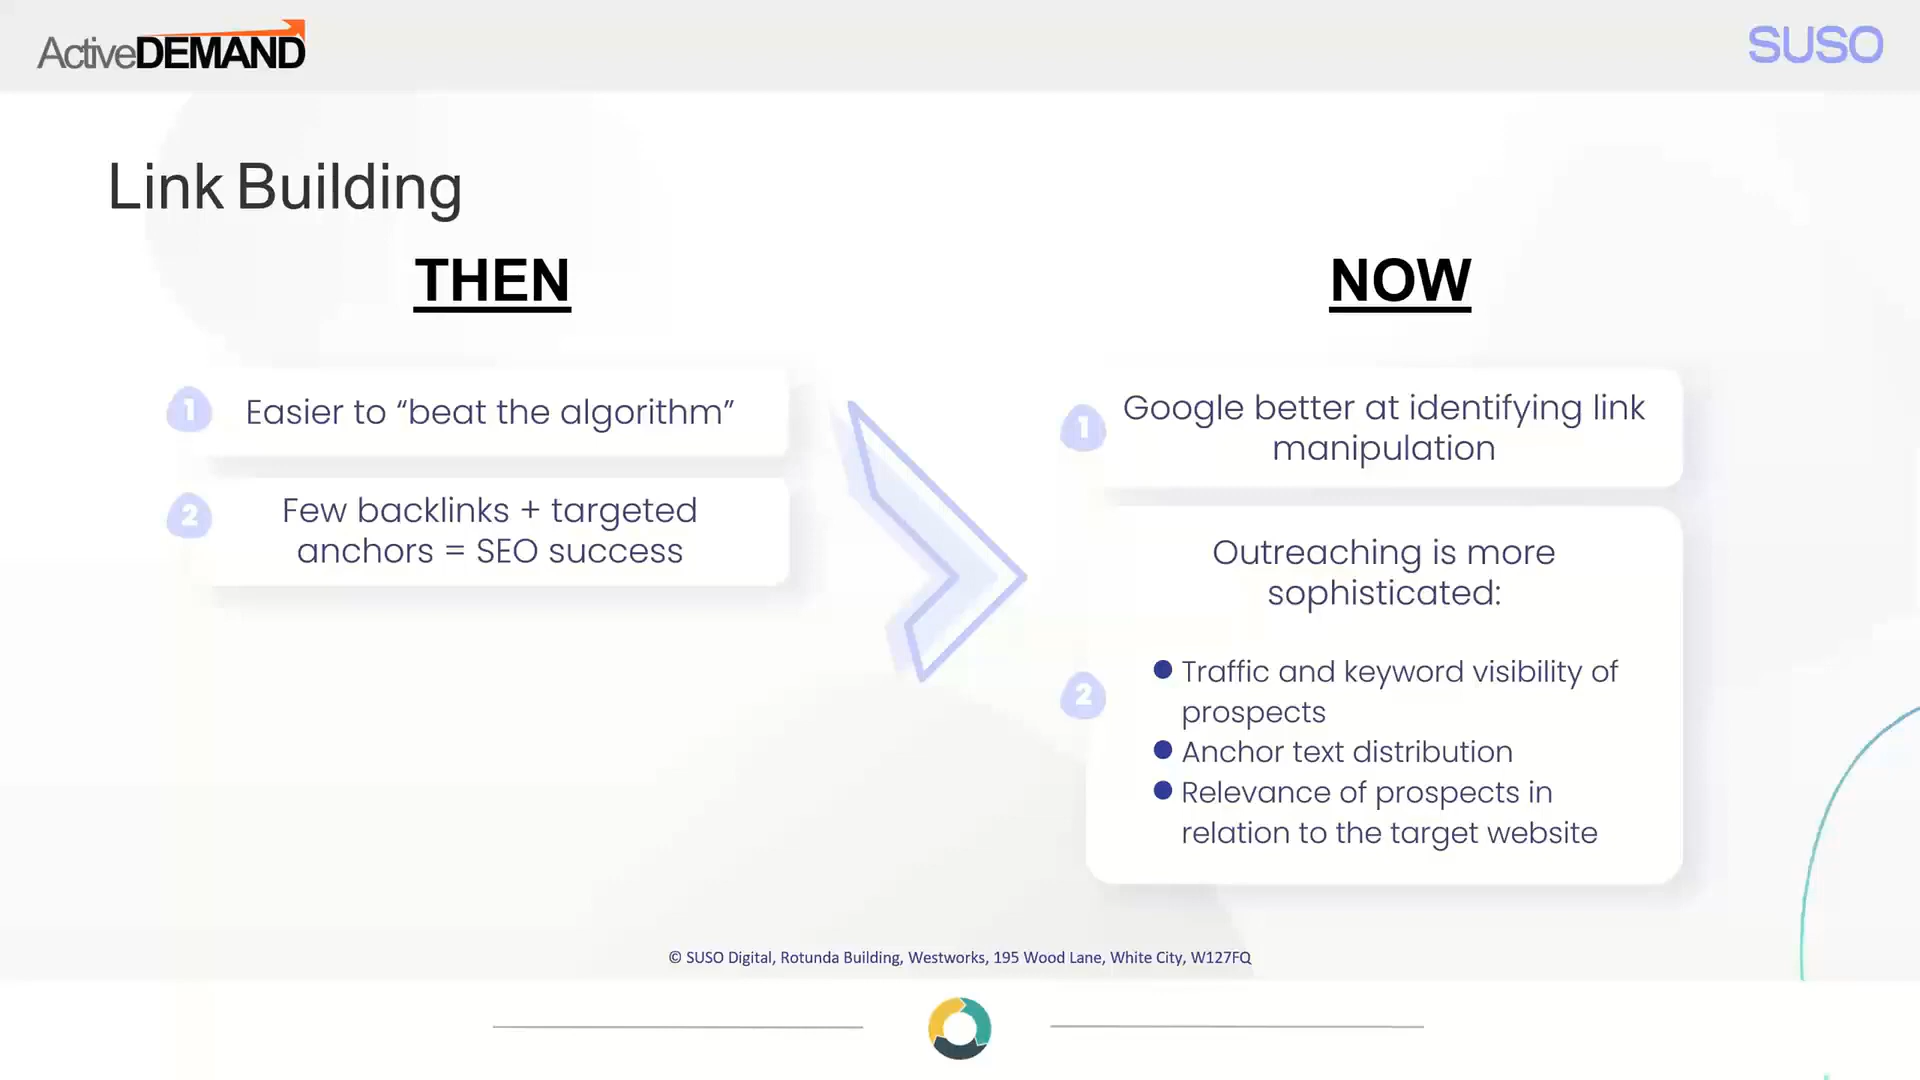 ActiveDEMAND
SUSO
Link Building
THEN
1
Easier to “beat the algorithm”
2
Few backlinks + targeted
anchors = SEO success
NOW
1
Google better at identifying link
manipulation
2
Outreaching is more
sophisticated:
● Traffic and keyword visibility of
prospects
● Anchor text distribution
● Relevance of prospects in
relation to the target website
© SUSO Digital, Rotunda Building, Westworks, 195 Wood Lane, White City, W127FQ